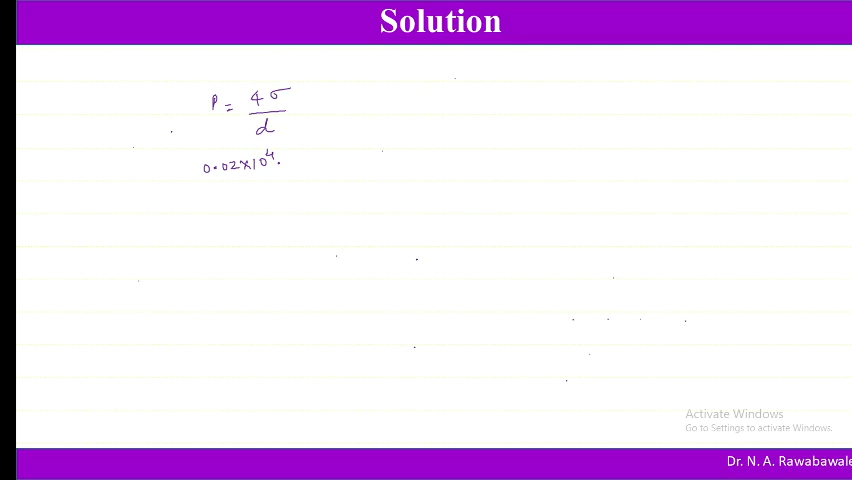 Solution
P = 4σ
d
0.02×10⁴.
Activate Windows
Go to Settings to activate Windows.
Dr. N. A. Rawabawale